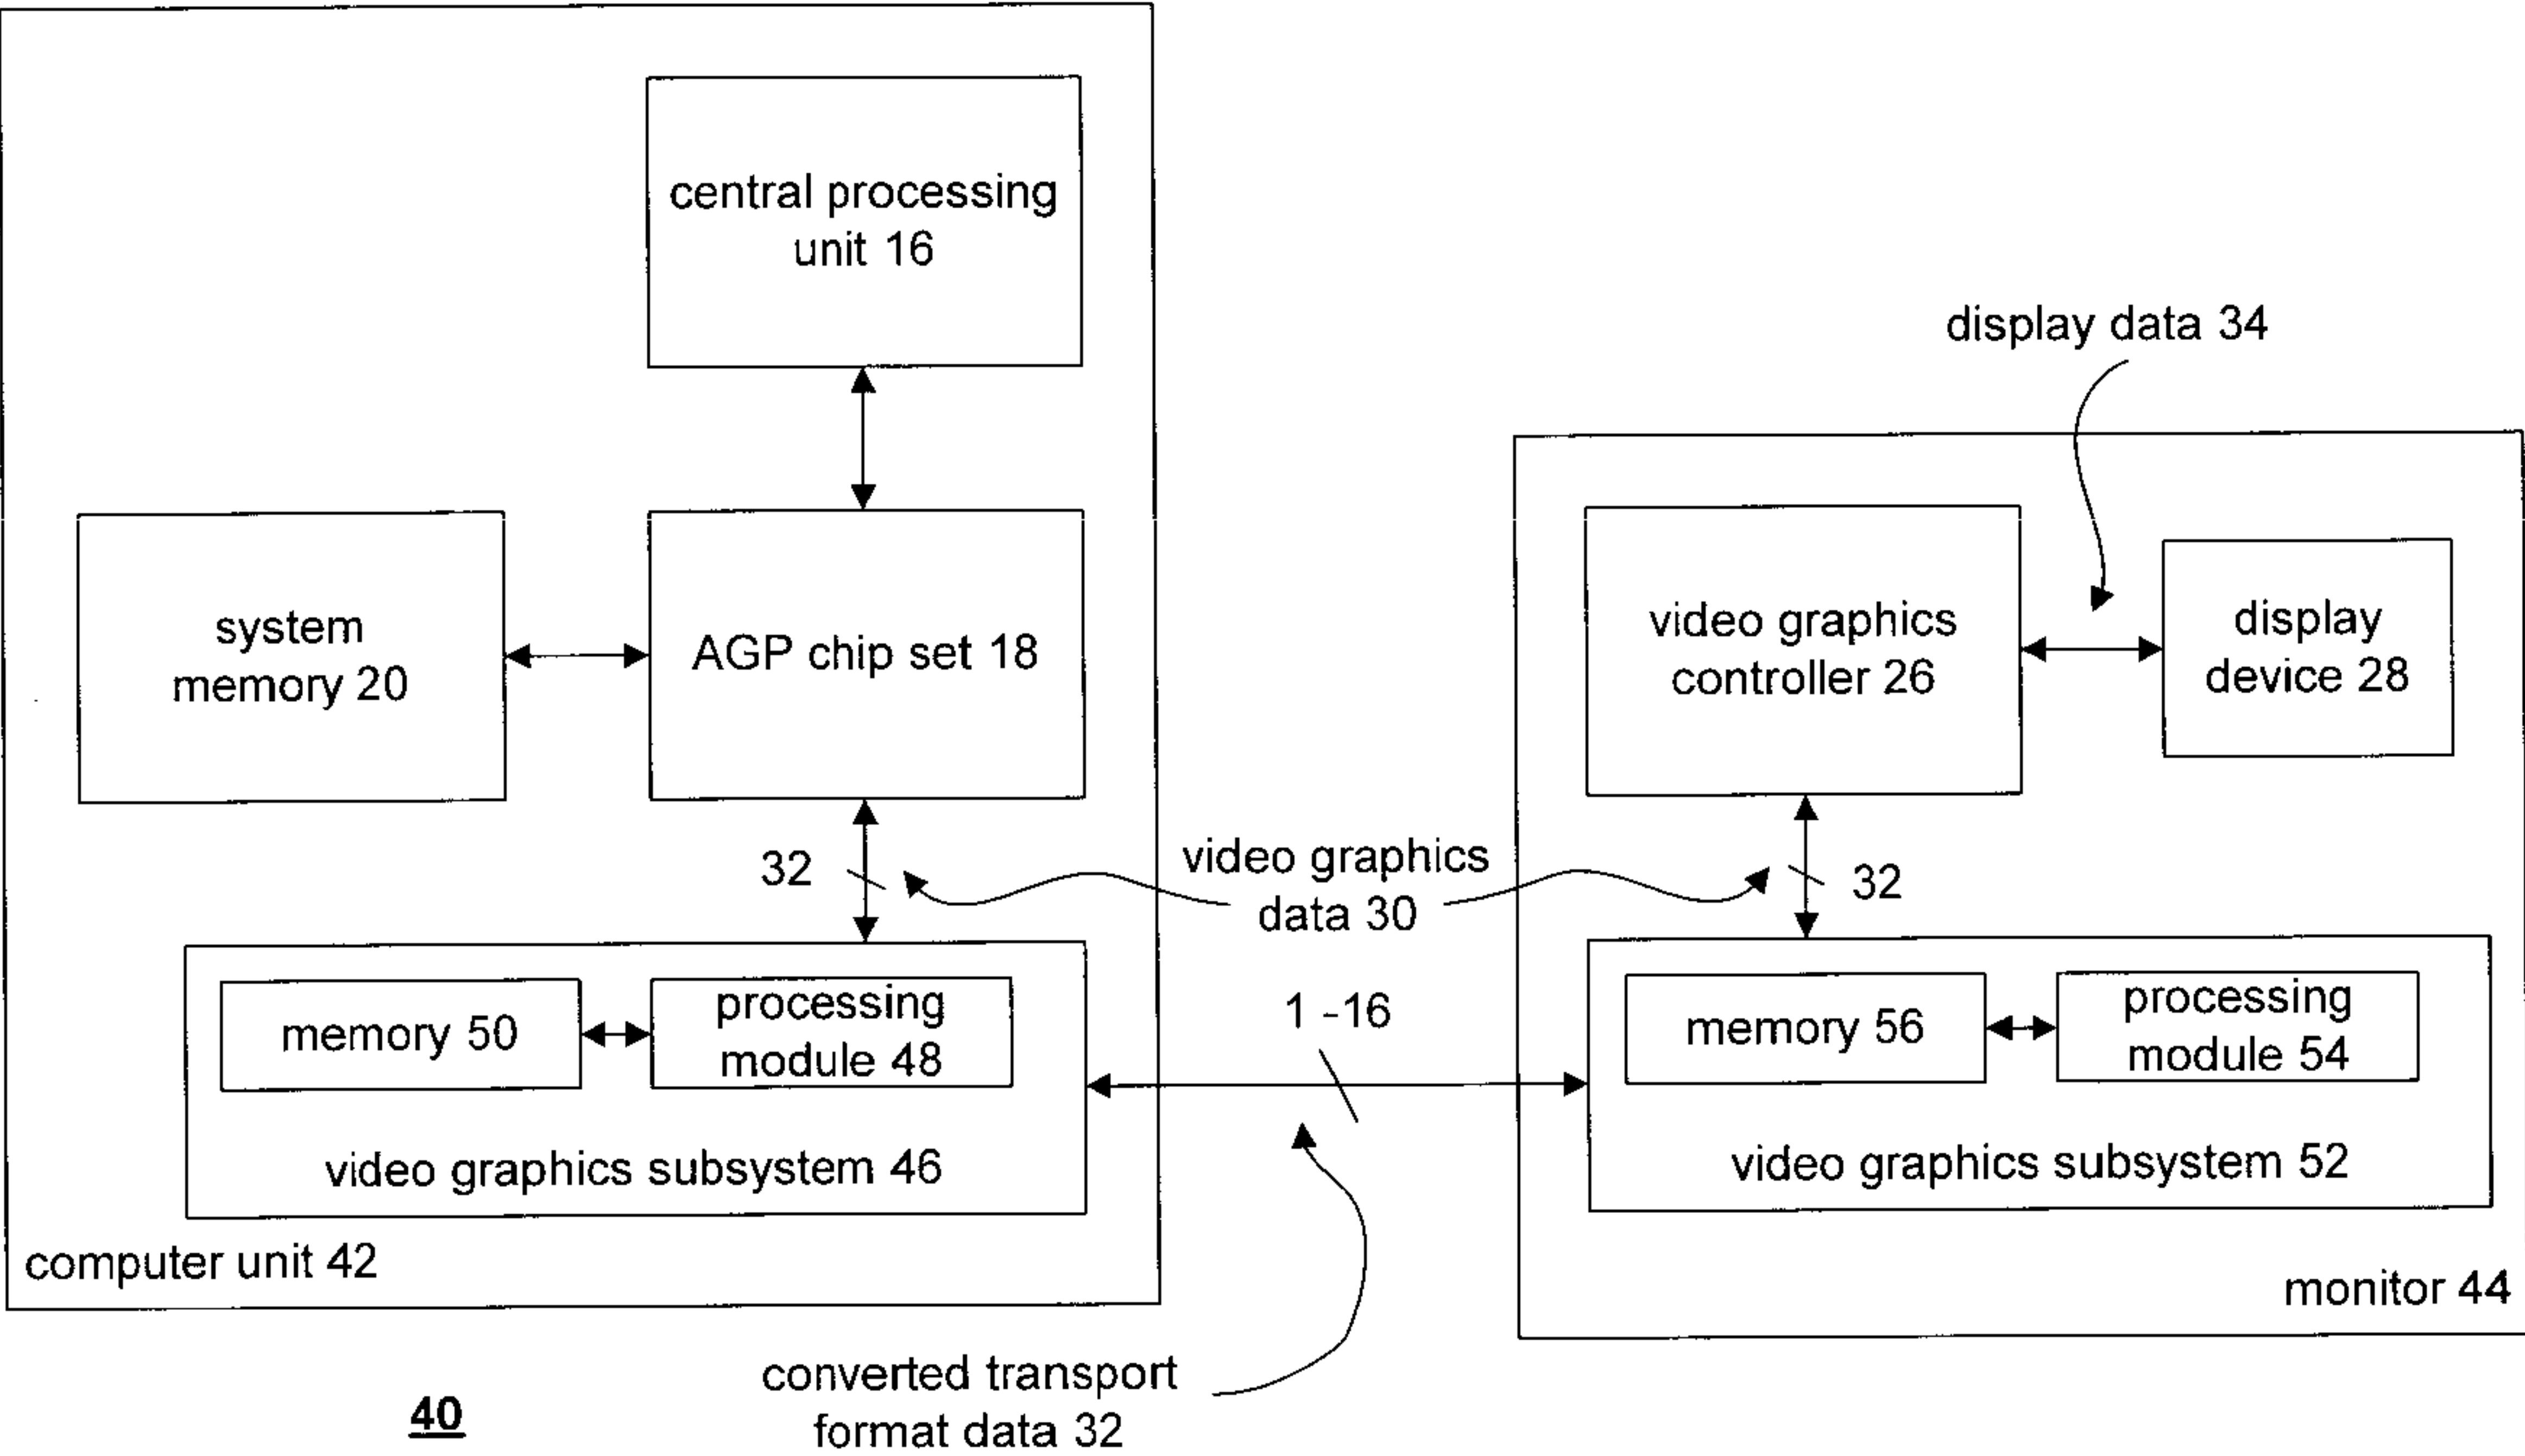 central processing
unit 16
display data 34
system
memory 20
AGP chip set 18
video graphics
controller 26
display
device 28
32
video graphics
data 30
32
memory 50
processing
module 48
1 -16
memory 56
processing
module 54
video graphics subsystem 46
video graphics subsystem 52
computer unit 42
monitor 44
converted transport
format data 32
40